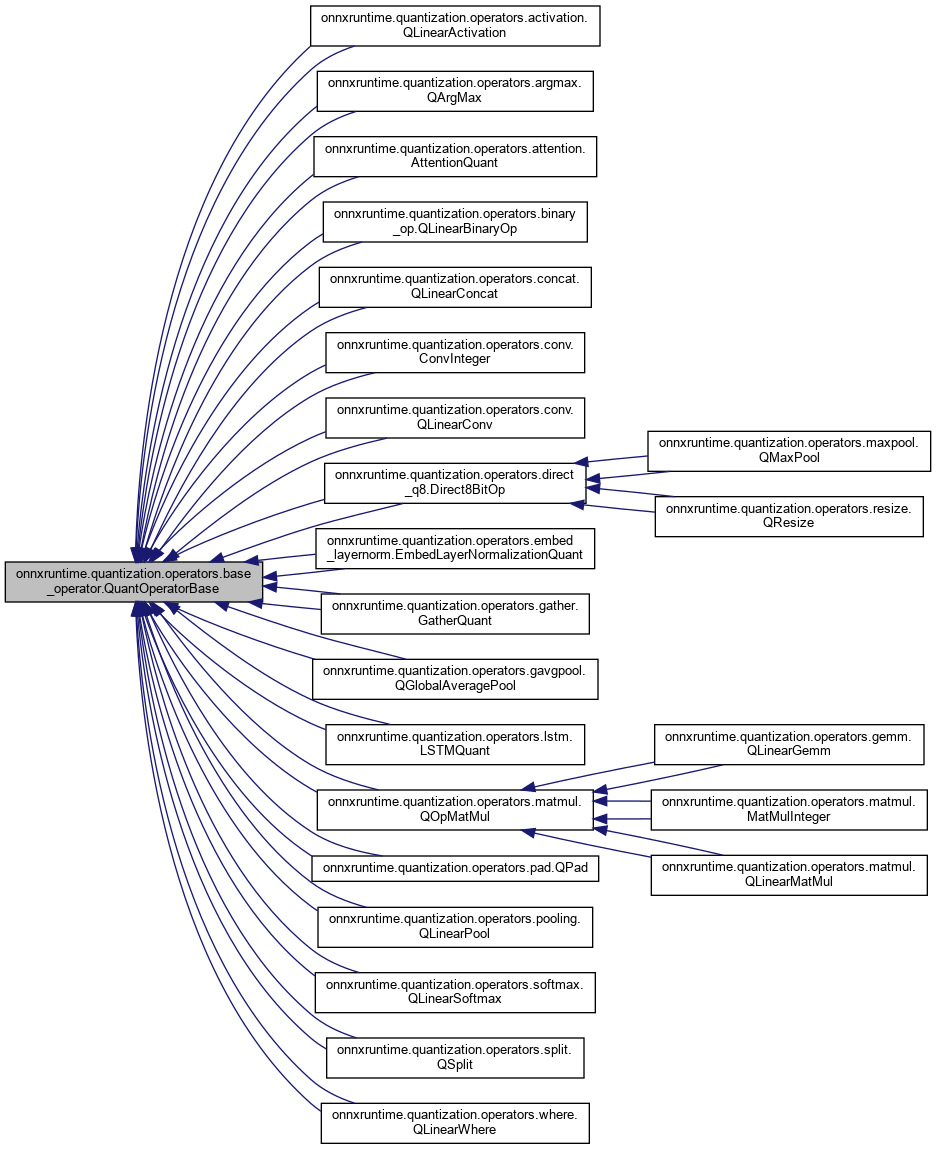 onnxruntime.quantization.operators.activation.
QLinearActivation
onnxruntime.quantization.operators.argmax.
QArgMax
onnxruntime.quantization.operators.attention.
AttentionQuant
onnxruntime.quantization.operators.binary
_op.QLinearBinaryOp
onnxruntime.quantization.operators.concat.
QLinearConcat
onnxruntime.quantization.operators.conv.
ConvInteger
onnxruntime.quantization.operators.conv.
QLinearConv
onnxruntime.quantization.operators.direct
_q8.Direct8BitOp
onnxruntime.quantization.operators.maxpool.
QMaxPool
onnxruntime.quantization.operators.resize.
QResize
onnxruntime.quantization.operators.embed
_layernorm.EmbedLayerNormalizationQuant
onnxruntime.quantization.operators.base
_operator.QuantOperatorBase
onnxruntime.quantization.operators.gather.
GatherQuant
onnxruntime.quantization.operators.gavgpool.
QGlobalAveragePool
onnxruntime.quantization.operators.lstm.
LSTMQuant
onnxruntime.quantization.operators.matmul.
QOpMatMul
onnxruntime.quantization.operators.gemm.
QLinearGemm
onnxruntime.quantization.operators.matmul.
MatMulInteger
onnxruntime.quantization.operators.matmul.
QLinearMatMul
onnxruntime.quantization.operators.pad.QPad
onnxruntime.quantization.operators.pooling.
QLinearPool
onnxruntime.quantization.operators.softmax.
QLinearSoftmax
onnxruntime.quantization.operators.split.
QSplit
onnxruntime.quantization.operators.where.
QLinearWhere